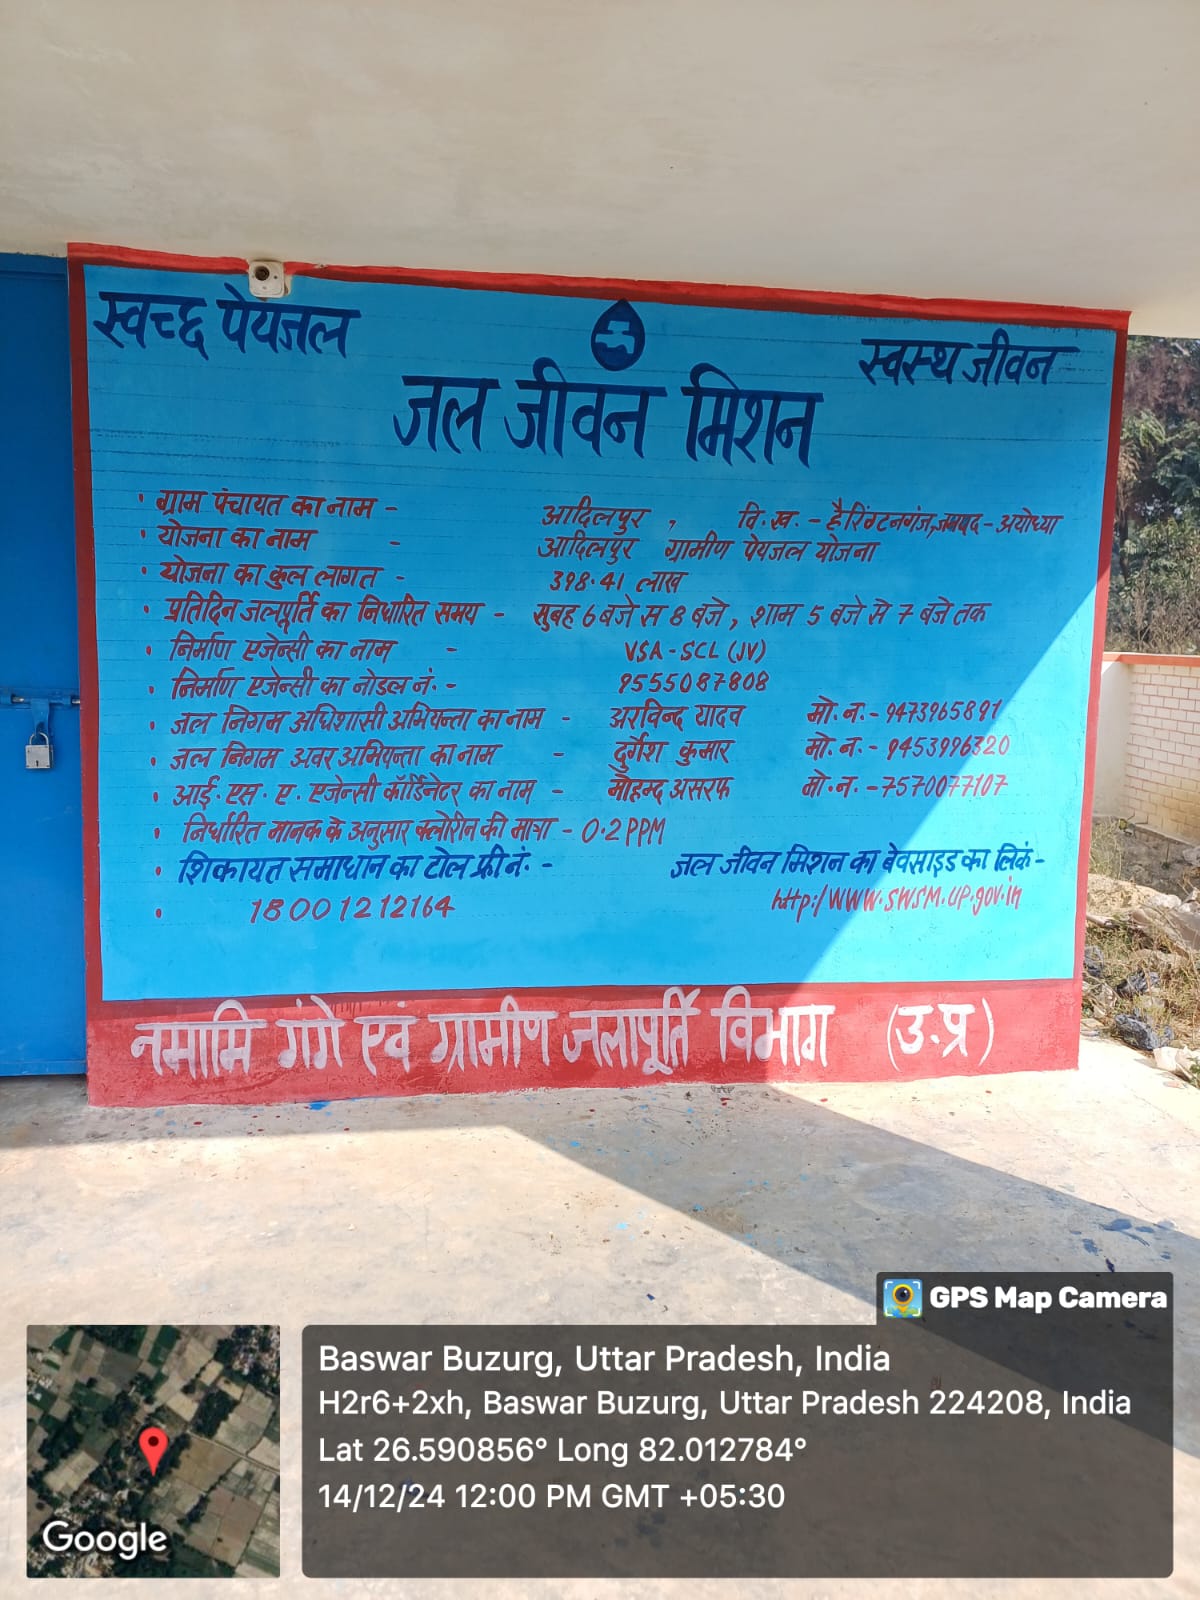 स्वच्छ पेयजल
स्वस्थ जीवन
जल जीवन मिशन
• ग्राम पंचायत का नाम - आदिलपुर , वि.ख. - हैरिंग्टनगंज, जनपद - अयोध्या
• योजना का नाम - आदिलपुर ग्रामीण पेयजल योजना
• योजना का कुल लागत - 398.41 लाख
• प्रतिदिन जलपूर्ति का निर्धारित समय - सुबह 6 बजे स 8 बजे, शाम 5 बजे से 7 बजे तक
• निर्माण एजेन्सी का नाम - VSA-SCL (JV)
• निर्माण एजेन्सी का नोडल नं. - 9555087808
• जल निगम अधिशासी अभियन्ता का नाम - अरविन्द यादव मो.न.- 9473965891
• जल निगम अवर अभियन्ता का नाम - दुर्गेश कुमार मो.न.- 9453996320
• आई.एस.ए. एजेन्सी कॉर्डिनेटर का नाम - मोहम्द असरफ मो.न.-7570077107
• निर्धारित मानक के अनुसार क्लोरीन की मात्रा - 0.2 PPM
• शिकायत समाधान का टोल फ्री नं. - जल जीवन मिशन का बेवसाइड का लिंक -
• 18001212164 http:/WWW.SWSM.UP.gov.in
नमामि गंगे एवं ग्रामीण जलापूर्ति विभाग (उ.प्र)
GPS Map Camera
Baswar Buzurg, Uttar Pradesh, India
H2r6+2xh, Baswar Buzurg, Uttar Pradesh 224208, India
Lat 26.590856° Long 82.012784°
14/12/24 12:00 PM GMT +05:30
Google